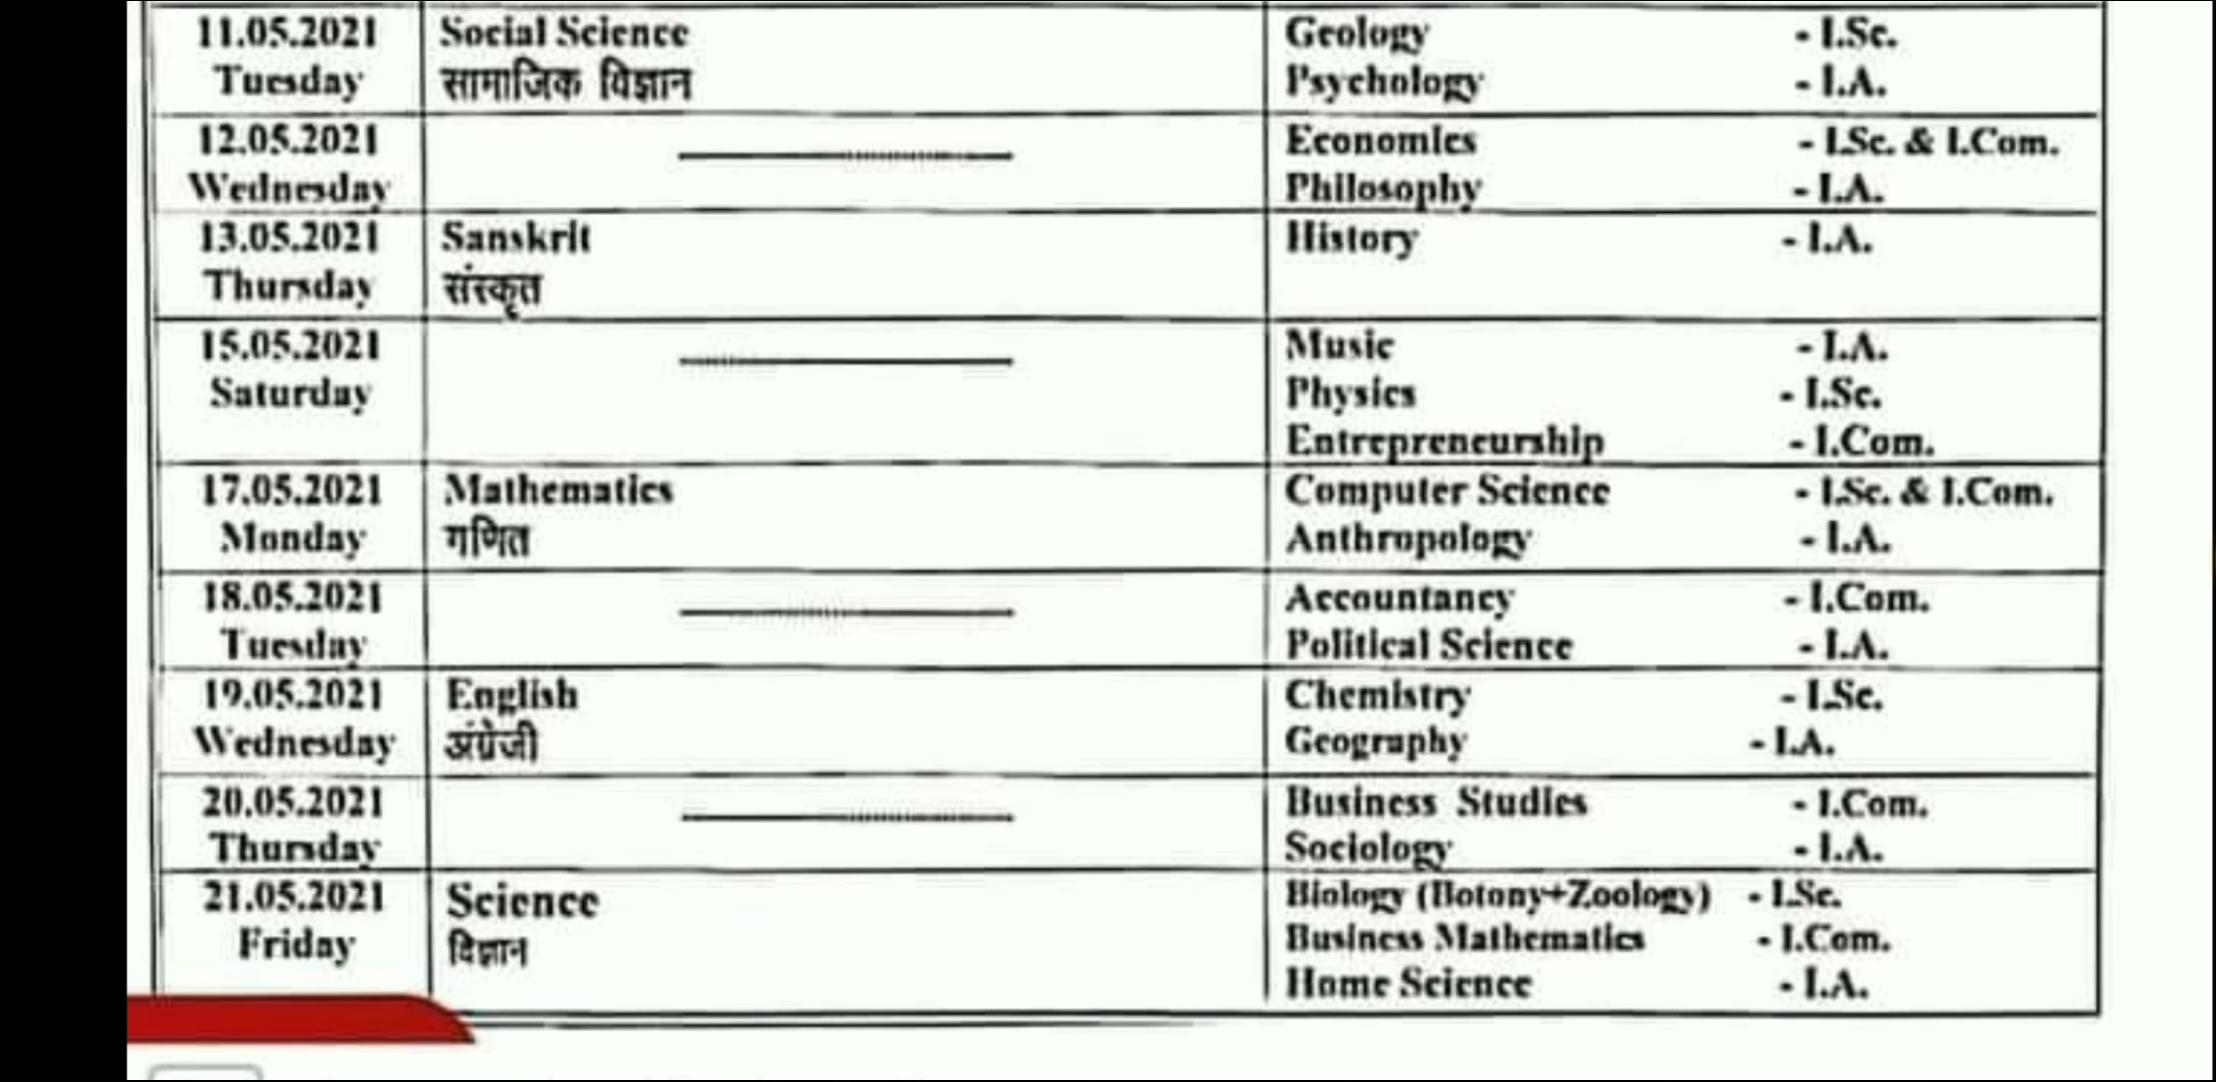 11.05.2021 Social Science Geology - I.Sc.
Tuesday सामाजिक विज्ञान Psychology - I.A.
12.05.2021 Economics - I.Sc. & I.Com.
Wednesday Philosophy - I.A.
13.05.2021 Sanskrit History - I.A.
Thursday संस्कृत
15.05.2021 Music - I.A.
Saturday Physics - I.Sc.
Entrepreneurship - I.Com.
17.05.2021 Mathematics Computer Science - I.Sc. & I.Com.
Monday गणित Anthropology - I.A.
18.05.2021 Accountancy - I.Com.
Tuesday Political Science - I.A.
19.05.2021 English Chemistry - I.Sc.
Wednesday अंग्रेजी Geography - I.A.
20.05.2021 Business Studies - I.Com.
Thursday Sociology - I.A.
21.05.2021 Science Biology (Botony+Zoology) - I.Sc.
Friday विज्ञान Business Mathematics - I.Com.
Home Science - I.A.